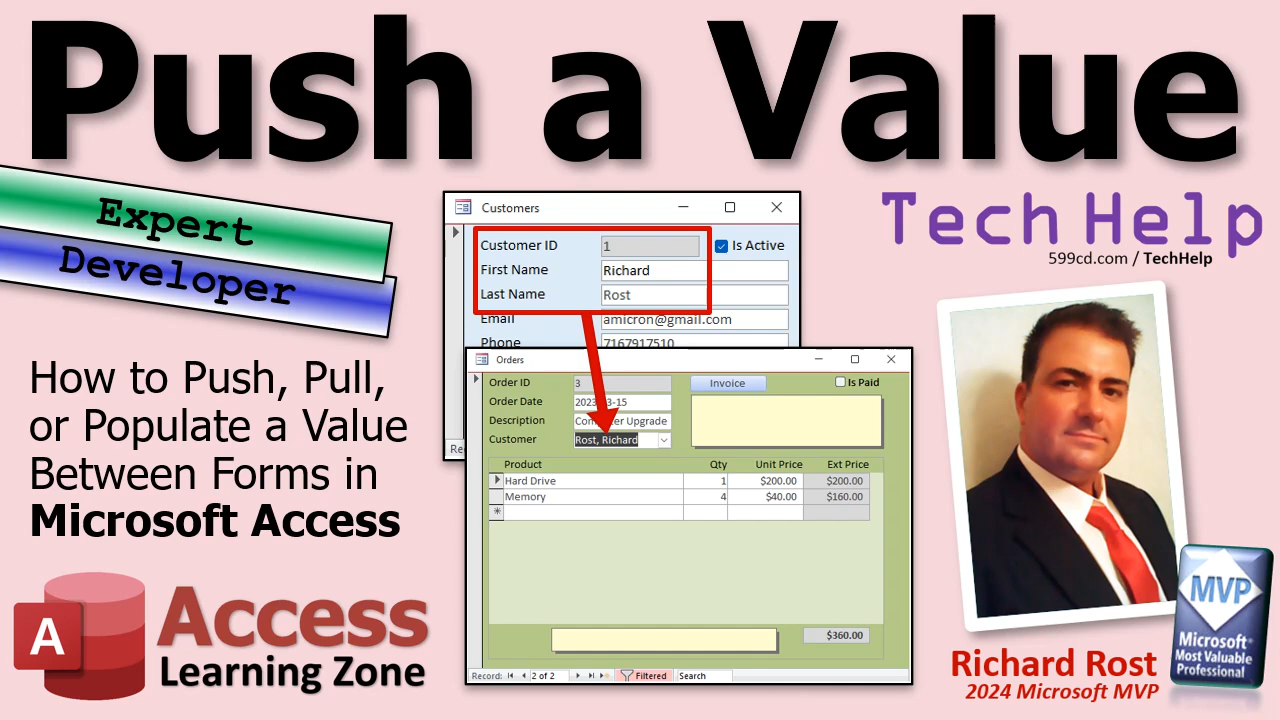 Push a Value
Expert
Developer
Tech Help
599cd.com / TechHelp
How to Push, Pull,
or Populate a Value
Between Forms in
Microsoft Access
A
Access
Learning Zone
Customers
Customer ID 1 Is Active
First Name Richard
Last Name Rost
Email amicron@gmail.com
Phone 7167917510
Orders
Order ID 3 Invoice Is Paid
Order Date
Description Upgrade
Customer Rost, Richard
Product Qty Unit Price Ext Price
Hard Drive 1 $200.00 $200.00
Memory 4 $40.00 $160.00
$360.00
Record: 2 of 2 Filtered Search
Richard Rost
2024 Microsoft MVP
MVP
Microsoft®
Most Valuable
Professional